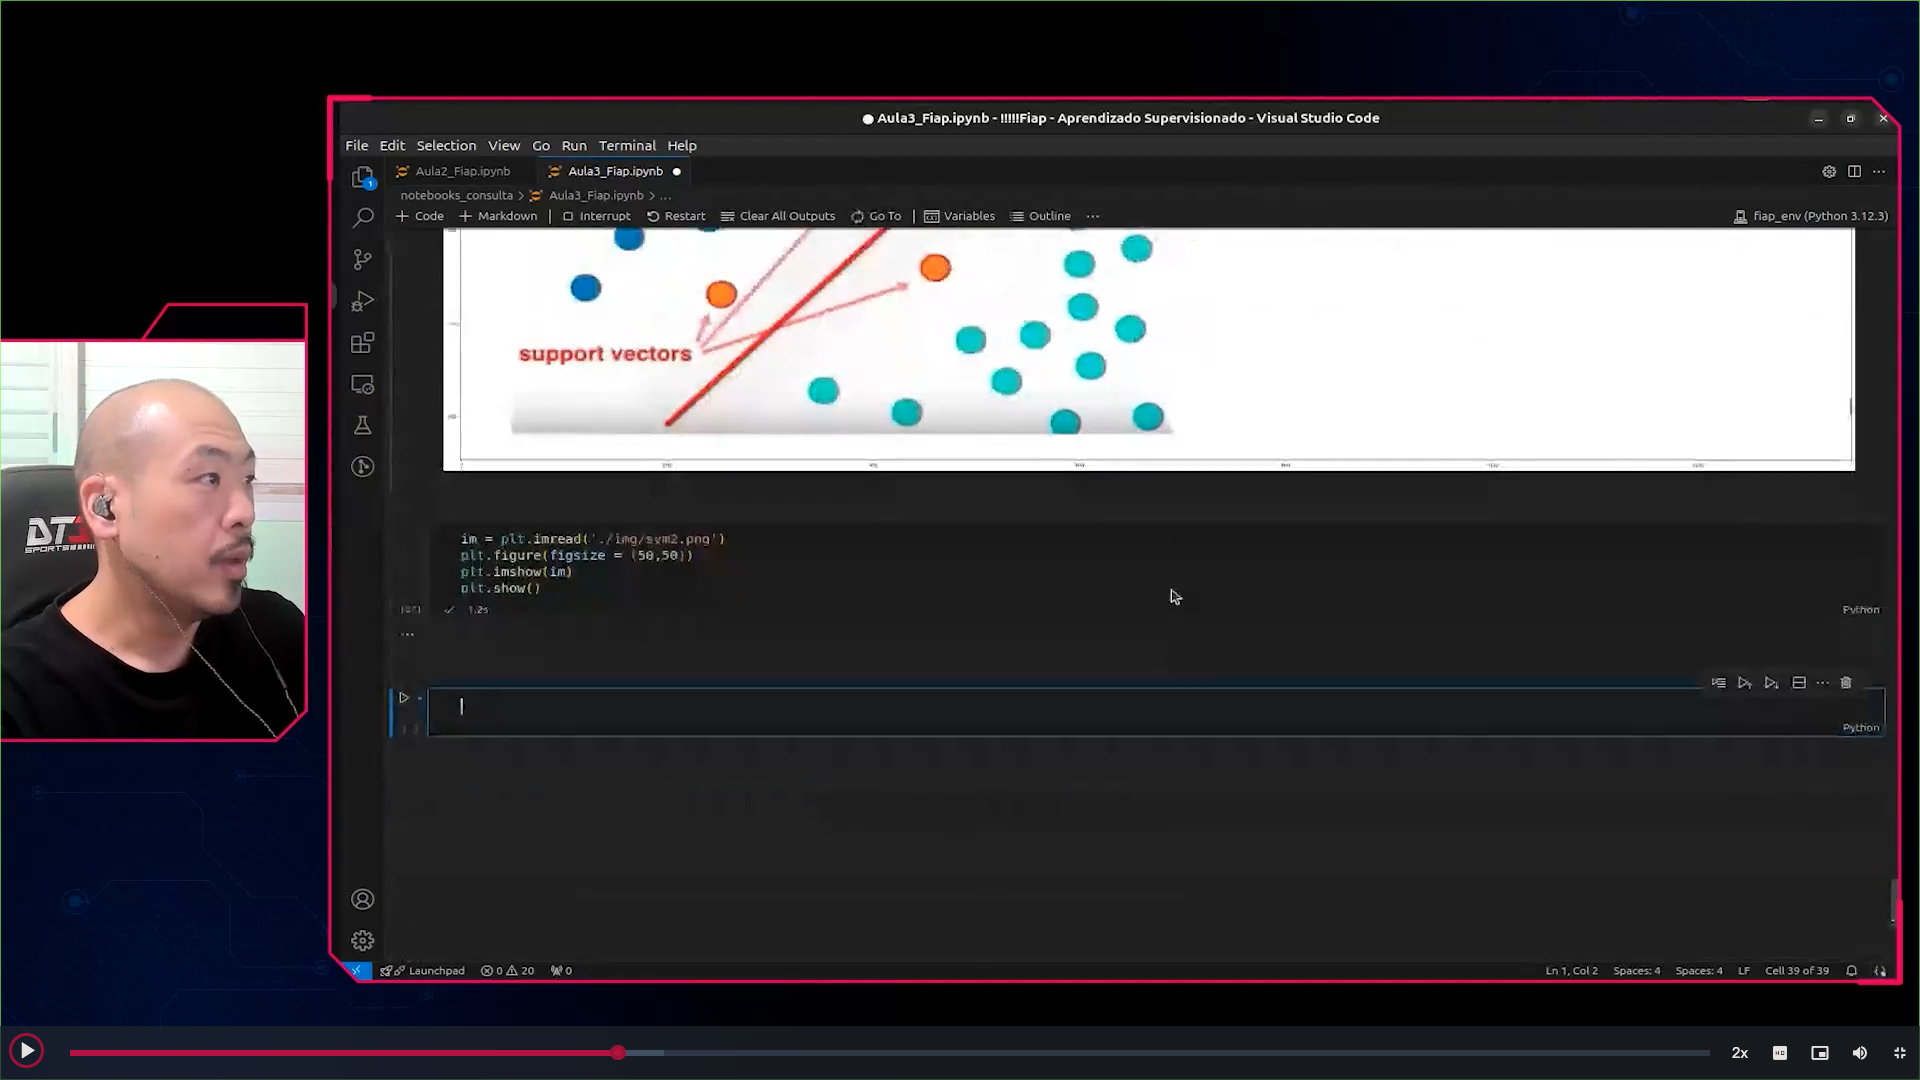 Aula3_Fiap.ipynb - !!!!!Fiap - Aprendizado Supervisionado - Visual Studio Code
File Edit Selection View Go Run Terminal Help
Aula2_Fiap.ipynb Aula3_Fiap.ipynb
notebooks_consulta > Aula3_Fiap.ipynb > ...
+ Code + Markdown | Interrupt Restart Clear All Outputs Go To | Variables Outline ... fiap_env (Python 3.12.3)
support vectors
im = plt.imread('./img/svm2.png')
plt.figure(figsize = (50,50))
plt.imshow(im)
plt.show()
1.2s Python
...
Python
DT3
SPORTS
Launchpad 0 20 0 Ln 1, Col 2 Spaces: 4 Spaces: 4 LF Cell 39 of 39
2x